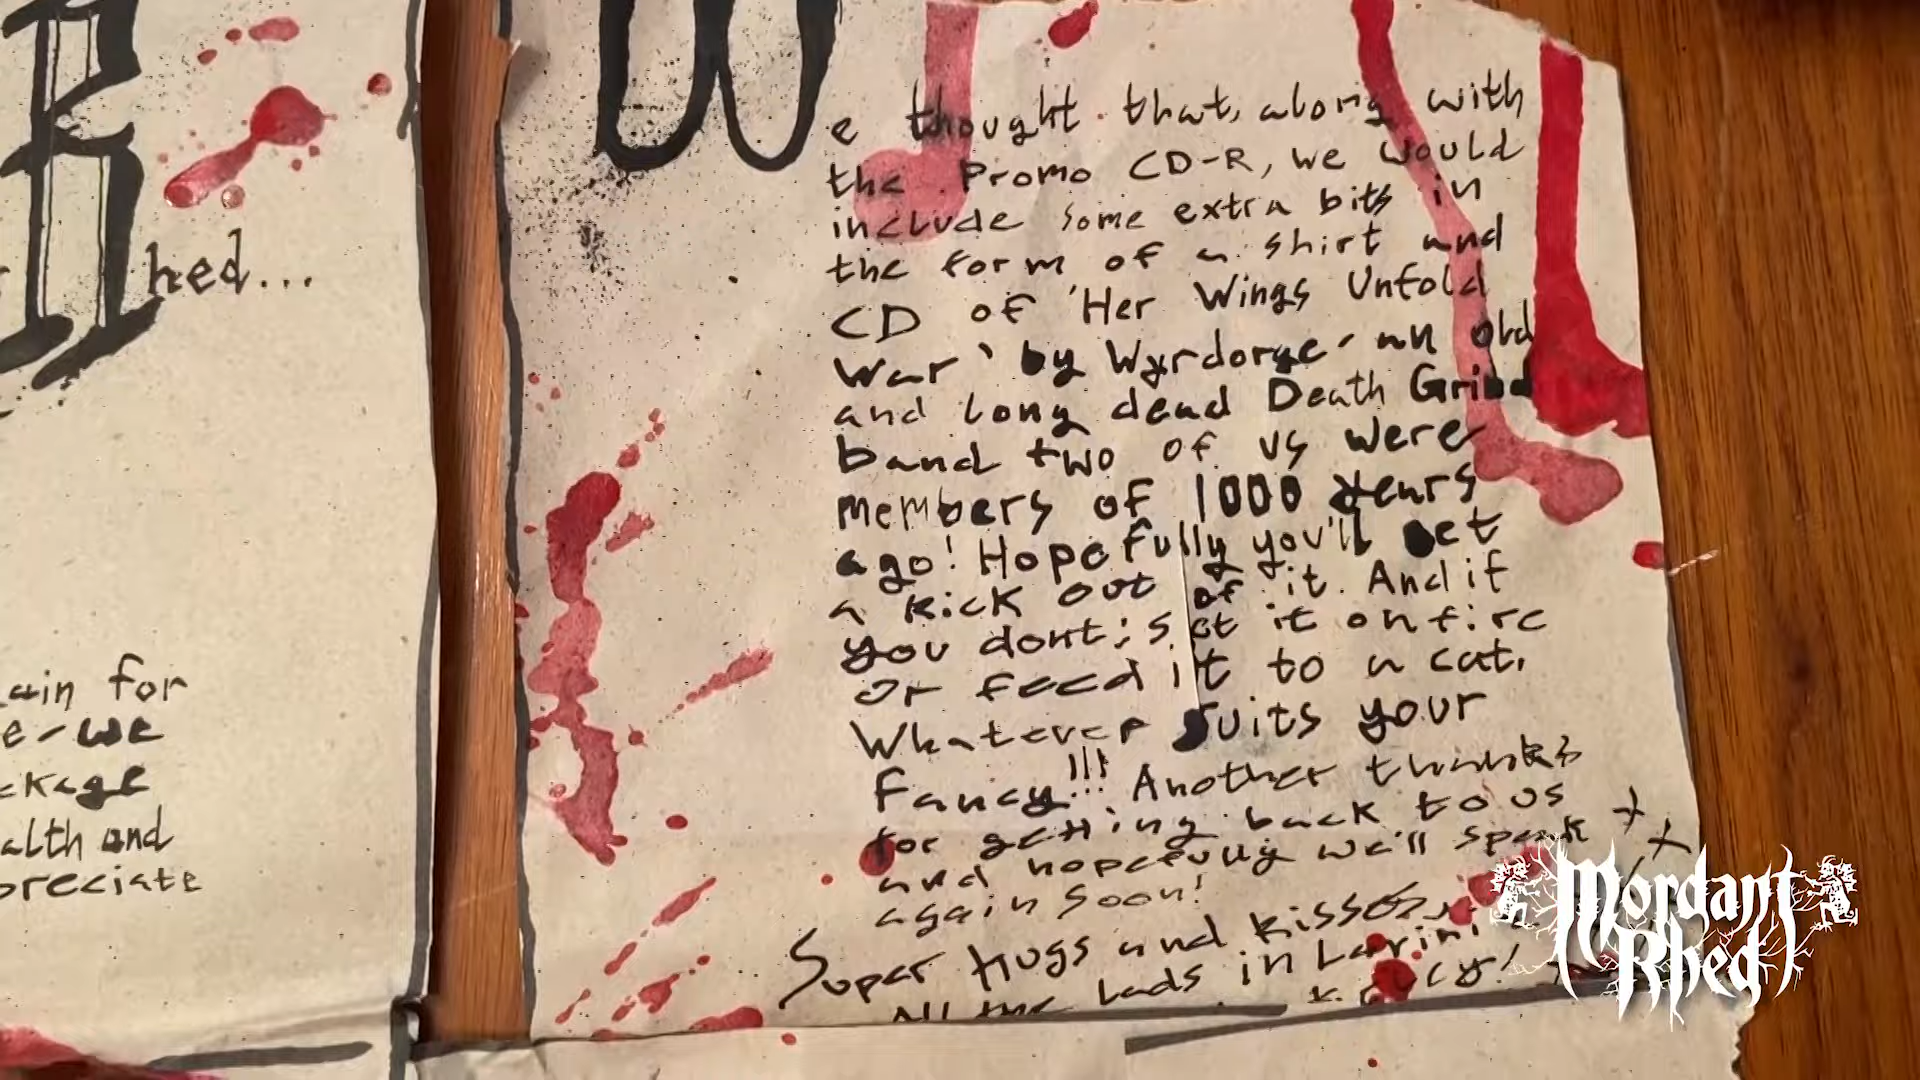 R
hed...
ain for
e - we
ckage
alth and
preciate
We thought that, along with
the Promo CD-R, we would
include some extra bits in
the form of a shirt and
CD of 'Her Wings Unfold
War' by Wyrdorge - an old
and long dead Death Grind
band two of us were
members of 1000 years
ago! Hopefully you'll get
a kick out of it. And if
you dont; set it on fire
or feed it to a cat.
Whatever suits your
fancy!!! Another thanks
for getting back to us
and hopefully we'll speak
again soon! xx
Super Hugs and Kisses
All the Lads in
Mordant
Rhed